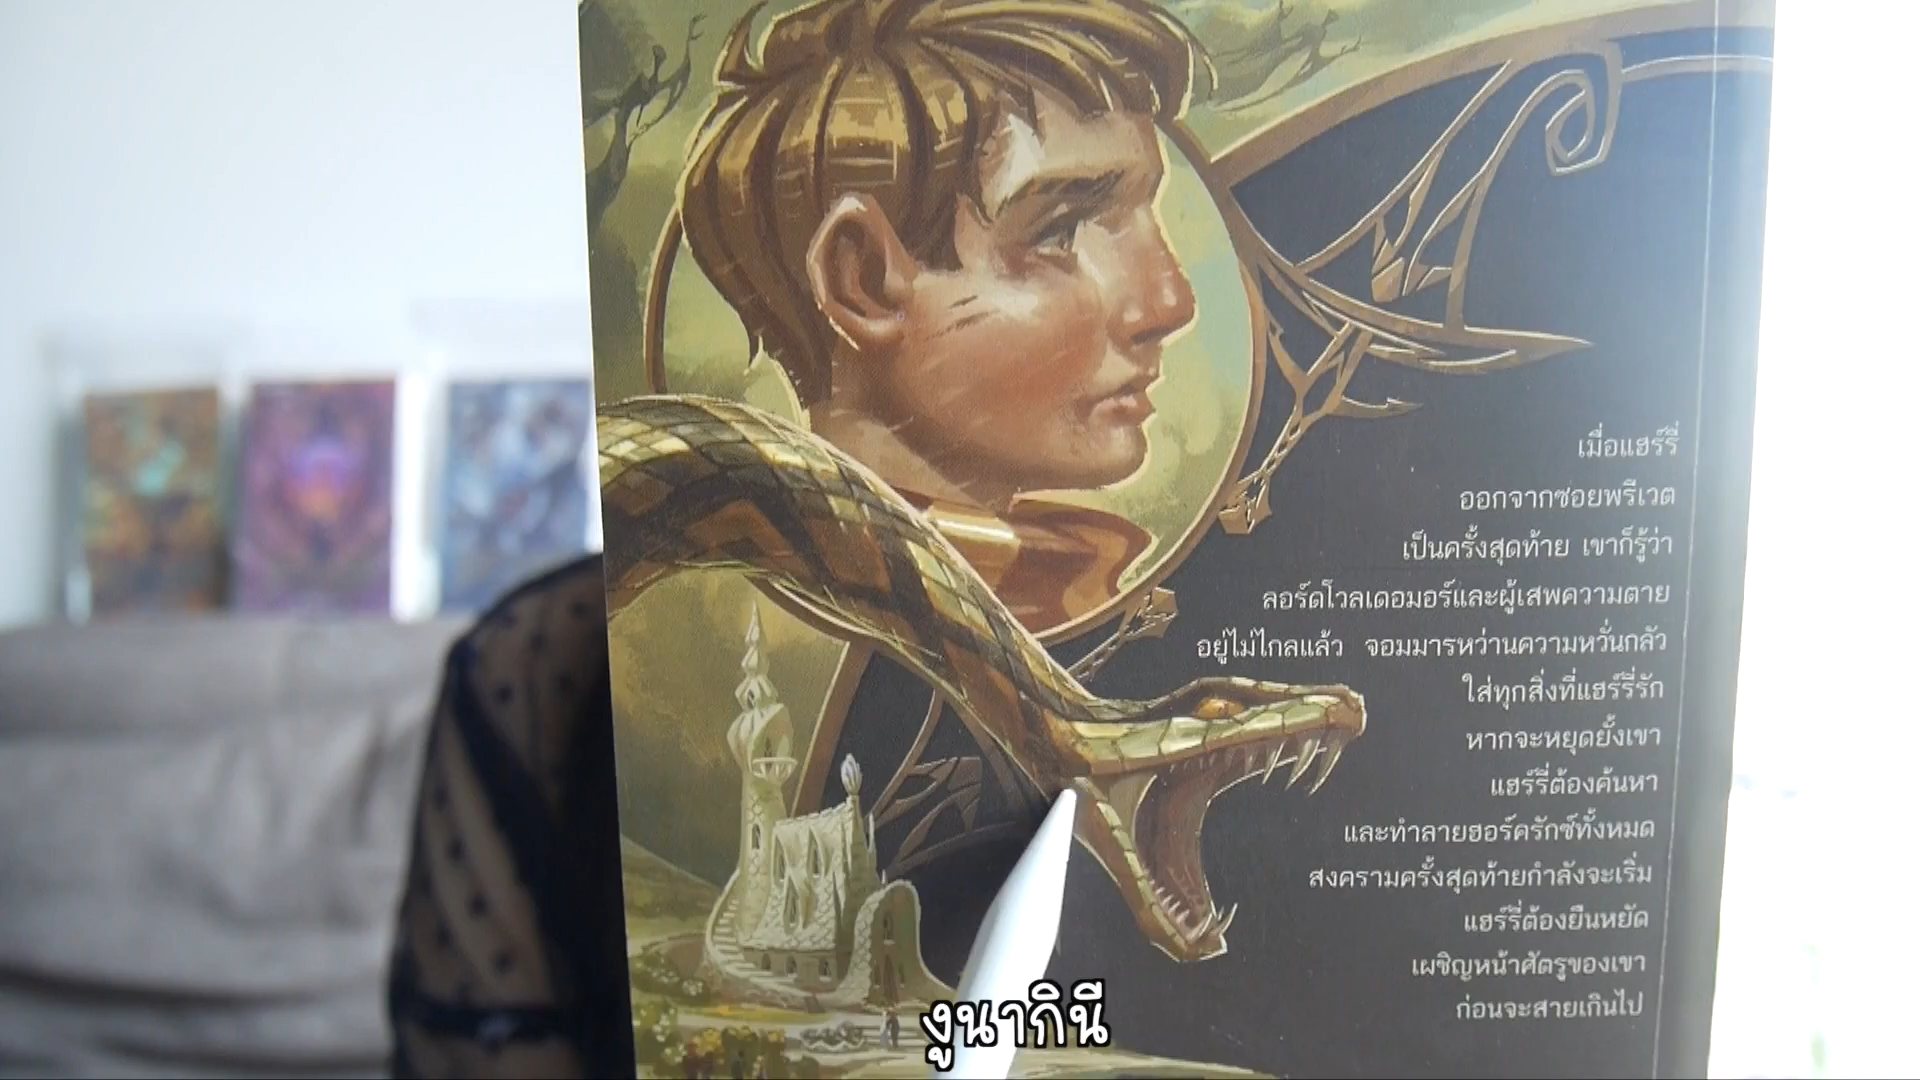 เมื่อแฮร์รี่
ออกจากซอยพรีเวต
เป็นครั้งสุดท้าย เขาก็รู้ว่า
ลอร์ดโวลเดอมอร์และผู้เสพความตาย
อยู่ไม่ไกลแล้ว จอมมารหว่านความหวั่นกลัว
ใส่ทุกสิ่งที่แฮร์รี่รัก
หากจะหยุดยั้งเขา
แฮร์รี่ต้องค้นหา
และทำลายฮอร์ครักซ์ทั้งหมด
สงครามครั้งสุดท้ายกำลังจะเริ่ม
แฮร์รี่ต้องยืนหยัด
เผชิญหน้าศัตรูของเขา
ก่อนจะสายเกินไป
งูนากินี